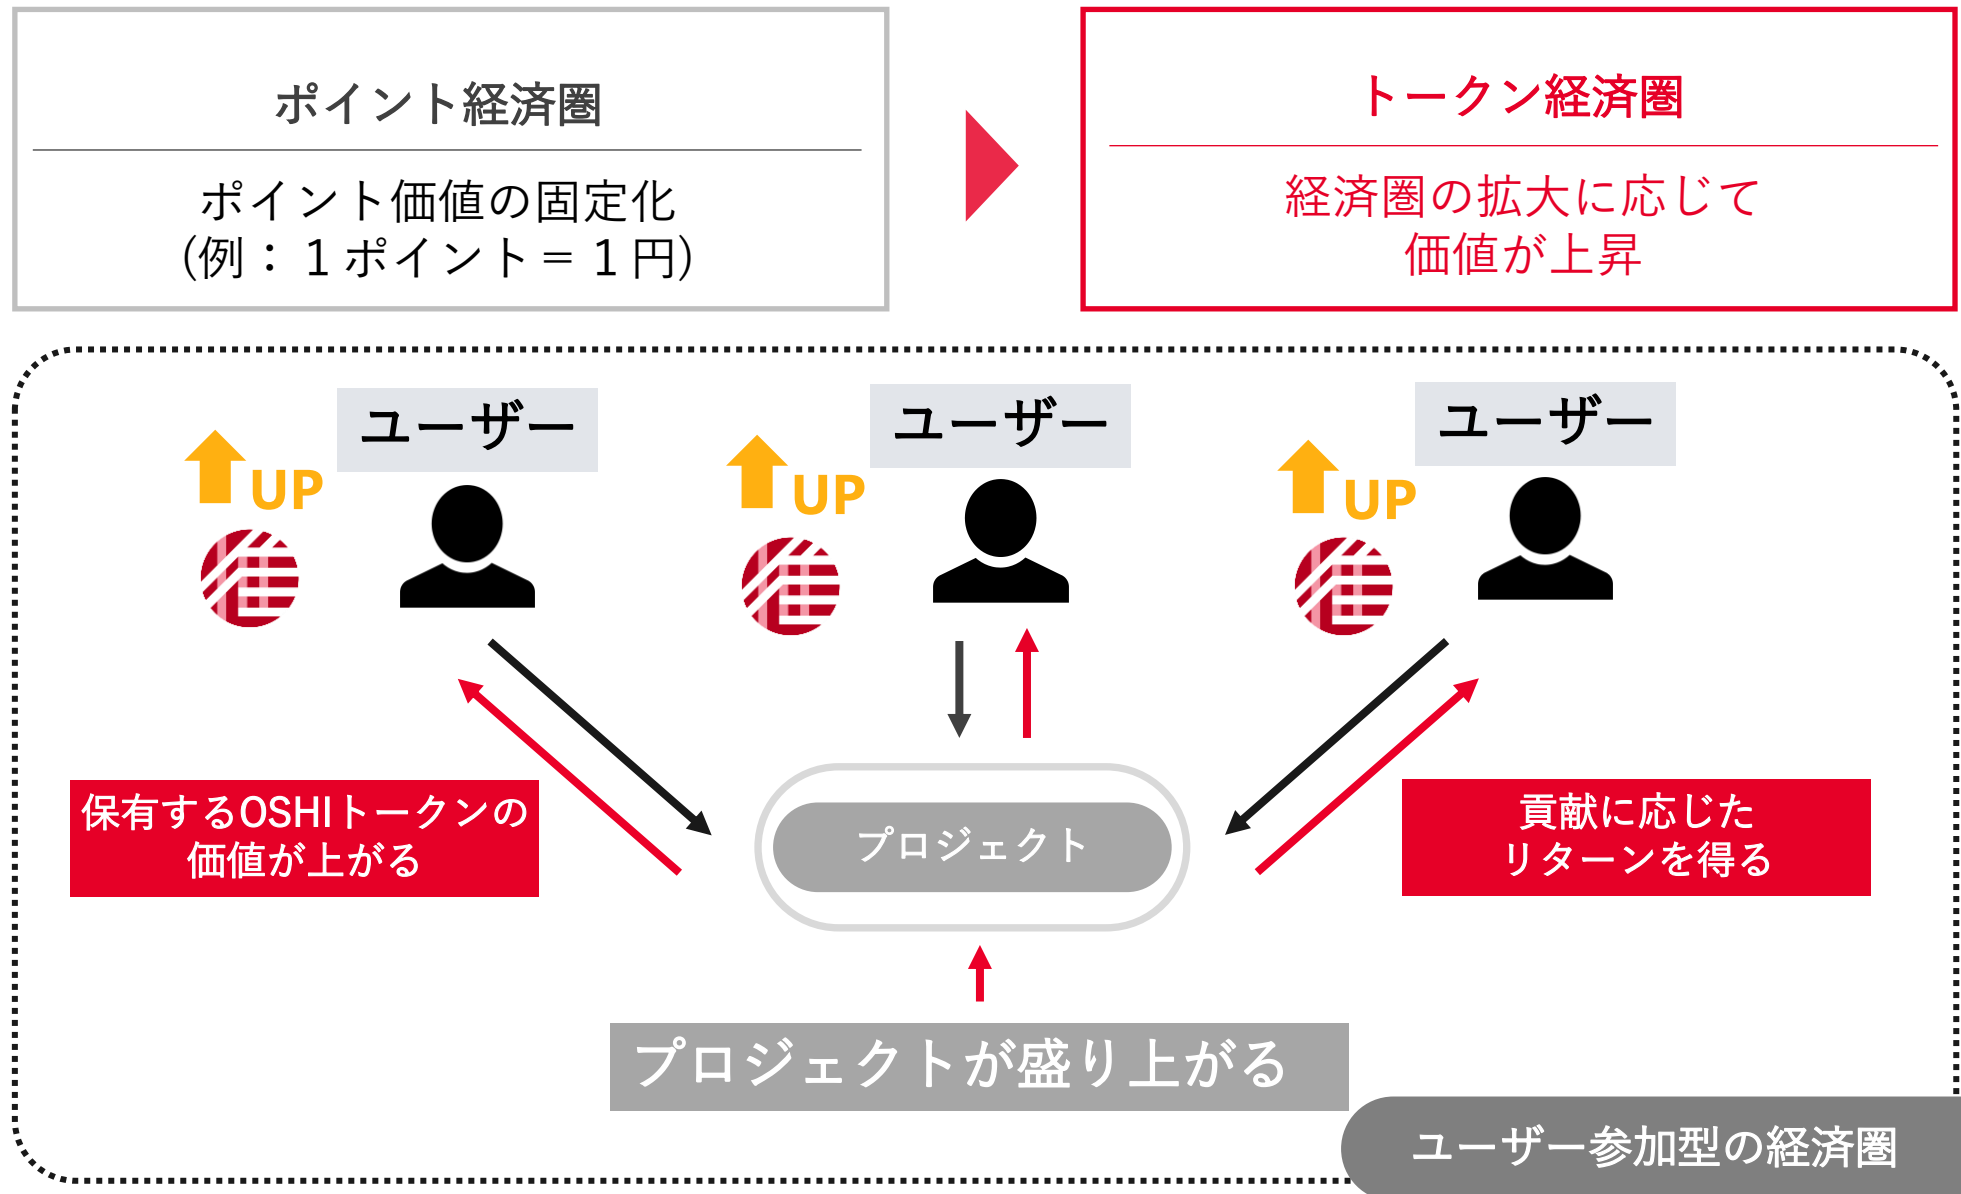 ポイント経済圏
ポイント価値の固定化
(例：１ポイント＝１円)
トークン経済圏
経済圏の拡大に応じて
価値が上昇
ユーザー
UP
ユーザー
UP
ユーザー
UP
保有するOSHIトークンの
価値が上がる
プロジェクト
貢献に応じた
リターンを得る
プロジェクトが盛り上がる
ユーザー参加型の経済圏